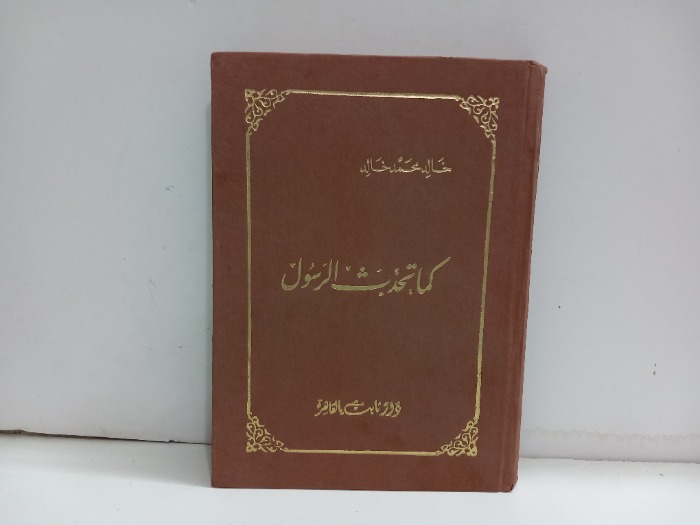 خالد محمد خالد
كما تحدث الرسول
دار ثابت بالقاهرة